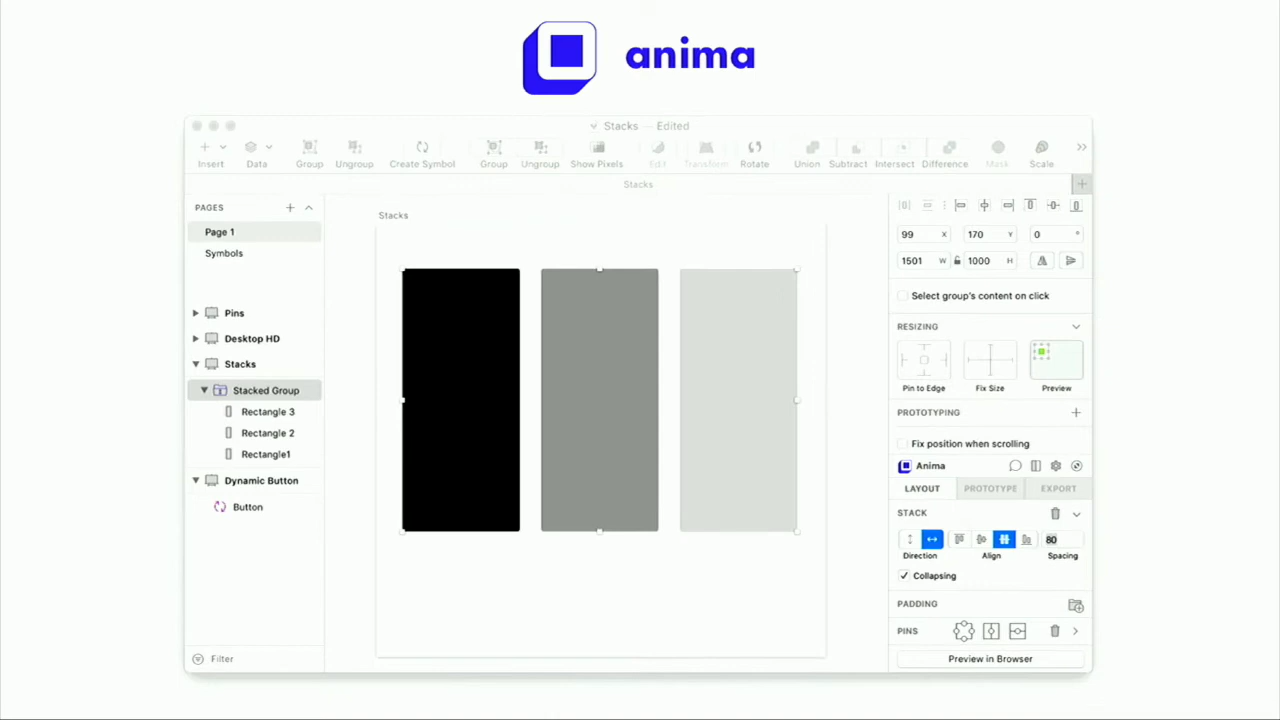 anima
Stacks — Edited
Insert Data Group Ungroup Create Symbol Group Ungroup Show Pixels Edit Transform Rotate Union Subtract Intersect Difference Mask Scale
Stacks
PAGES
Page 1
Symbols
Pins
Desktop HD
Stacks
Stacked Group
Rectangle 3
Rectangle 2
Rectangle1
Dynamic Button
Button
Filter
Stacks
99 X 170 Y 0 °
1501 W 1000 H
Select group's content on click
RESIZING
Pin to Edge Fix Size Preview
PROTOTYPING
Fix position when scrolling
Anima
LAYOUT PROTOTYPE EXPORT
STACK
80
Direction Align Spacing
Collapsing
PADDING
PINS
Preview in Browser